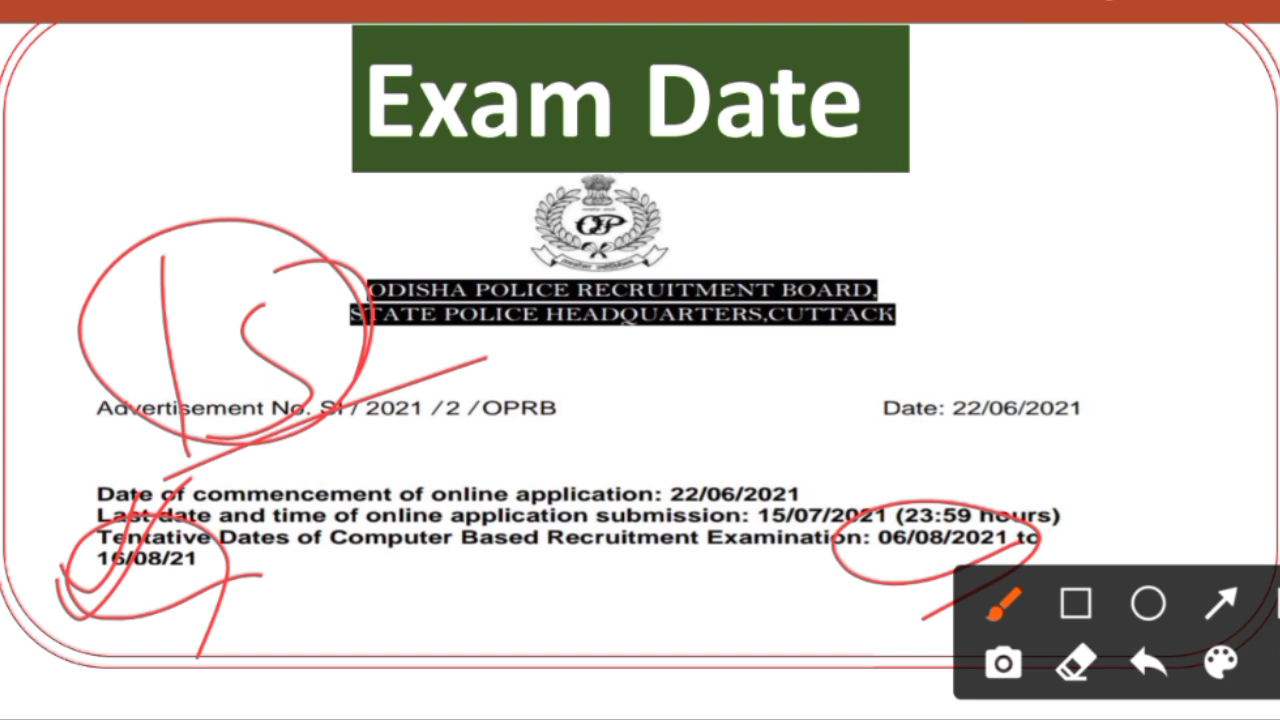 Exam Date
ODISHA POLICE RECRUITMENT BOARD,
STATE POLICE HEADQUARTERS,CUTTACK
15
Advertisement No. SI / 2021 /2 /OPRB
Date: 22/06/2021
Date of commencement of online application: 22/06/2021
Last date and time of online application submission: 15/07/2021 (23:59 hours)
Tentative Dates of Computer Based Recruitment Examination: 06/08/2021 to
16/08/21